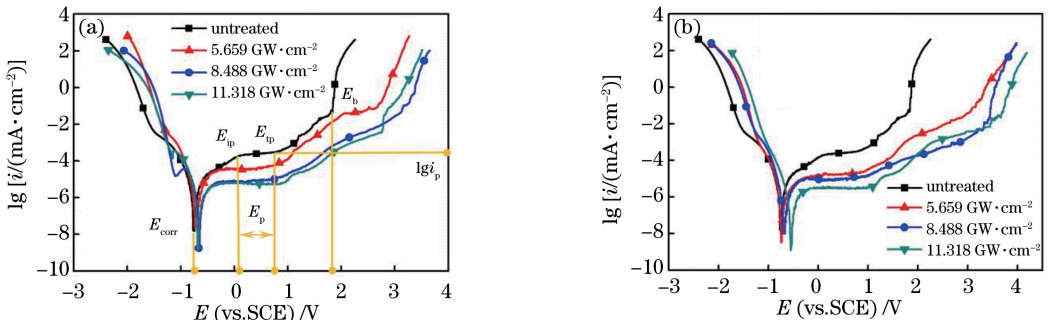 (a)
untreated
5.659 GW·cm⁻²
8.488 GW·cm⁻²
11.318 GW·cm⁻²
E_b
E_ip
E_tp
lgi_p
E_p
E_corr
lg [i/(mA·cm⁻²)]
4
2
0
−2
−4
−6
−8
−10
−3 −2 −1 0 1 2 3 4
E (vs.SCE) /V
(b)
lg [i/(mA·cm⁻²)]
4
2
0
−2
−4
−6
−8
−10
untreated
5.659 GW·cm⁻²
8.488 GW·cm⁻²
11.318 GW·cm⁻²
−3 −2 −1 0 1 2 3 4
E (vs.SCE) /V